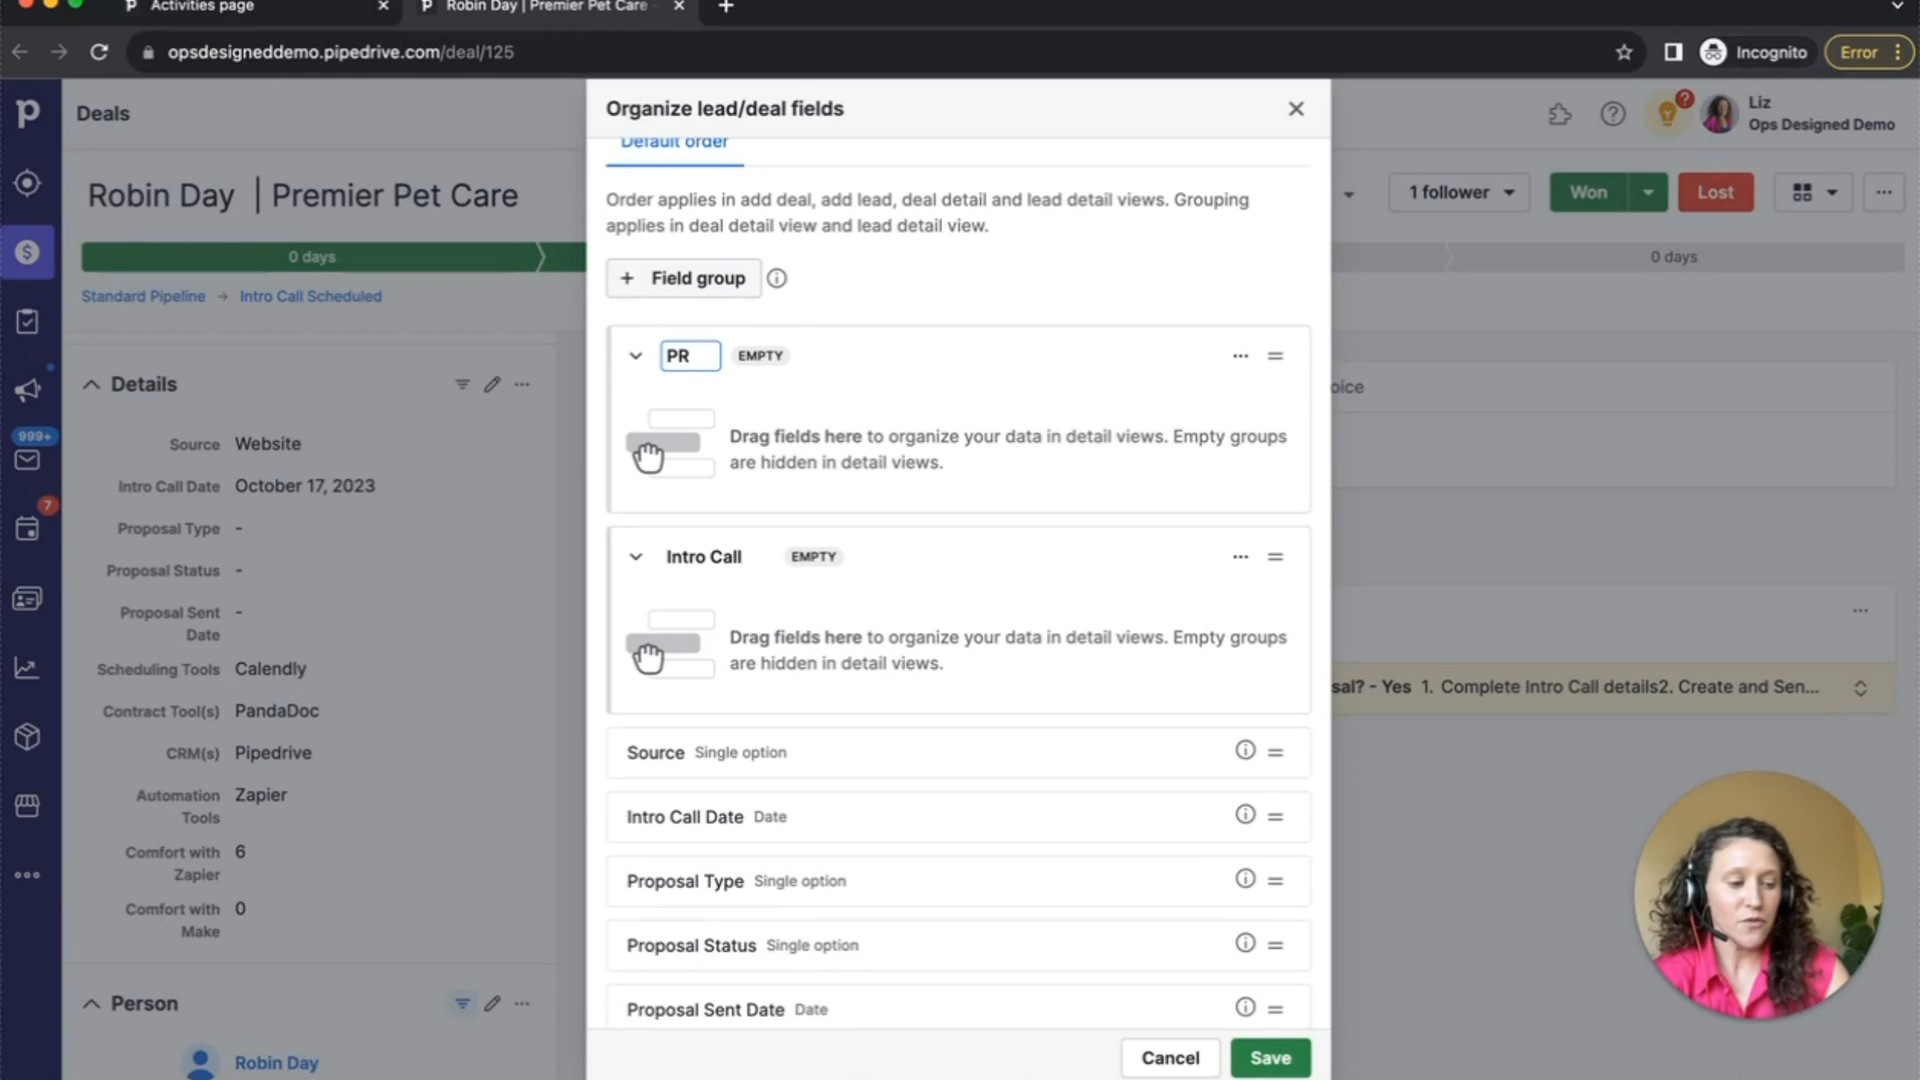 Activities page
Robin Day | Premier Pet Care
opsdesigneddemo.pipedrive.com/deal/125
Incognito
Error
Deals
Liz
Ops Designed Demo
Robin Day | Premier Pet Care
1 follower
Won
Lost
0 days
0 days
Standard Pipeline → Intro Call Scheduled
Details
Source Website
Intro Call Date October 17, 2023
Proposal Type -
Proposal Status -
Proposal Sent Date -
Scheduling Tools Calendly
Contract Tool(s) PandaDoc
CRM(s) Pipedrive
Automation Tools Zapier
Comfort with Zapier 6
Comfort with Make 0
Person
Robin Day
999+
7
Organize lead/deal fields
Default order
Order applies in add deal, add lead, deal detail and lead detail views. Grouping
applies in deal detail view and lead detail view.
+ Field group
PR EMPTY
Drag fields here to organize your data in detail views. Empty groups
are hidden in detail views.
Intro Call EMPTY
Drag fields here to organize your data in detail views. Empty groups
are hidden in detail views.
Source Single option
Intro Call Date Date
Proposal Type Single option
Proposal Status Single option
Proposal Sent Date Date
Cancel
Save
oice
sal? - Yes 1. Complete Intro Call details2. Create and Sen...